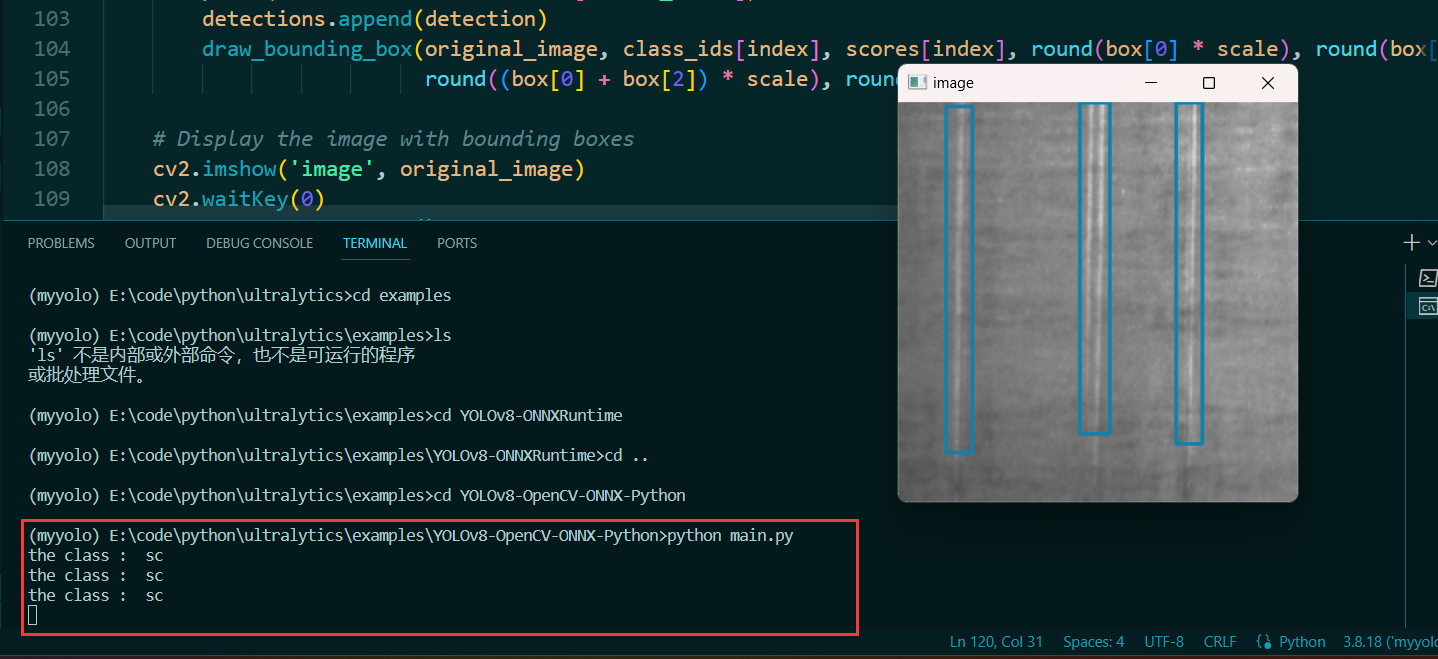 103 detections.append(detection)
104 draw_bounding_box(original_image, class_ids[index], scores[index], round(box[0] * scale), round(box[
105 round((box[0] + box[2]) * scale), roun
106
107 # Display the image with bounding boxes
108 cv2.imshow('image', original_image)
109 cv2.waitKey(0)
image
PROBLEMS OUTPUT DEBUG CONSOLE TERMINAL PORTS
(myyolo) E:\code\python\ultralytics>cd examples
(myyolo) E:\code\python\ultralytics\examples>ls
'ls' 不是内部或外部命令，也不是可运行的程序
或批处理文件。
(myyolo) E:\code\python\ultralytics\examples>cd YOLOv8-ONNXRuntime
(myyolo) E:\code\python\ultralytics\examples\YOLOv8-ONNXRuntime>cd ..
(myyolo) E:\code\python\ultralytics\examples>cd YOLOv8-OpenCV-ONNX-Python
(myyolo) E:\code\python\ultralytics\examples\YOLOv8-OpenCV-ONNX-Python>python main.py
the class :  sc
the class :  sc
the class :  sc
Ln 120, Col 31 Spaces: 4 UTF-8 CRLF Python 3.8.18 ('myyolo